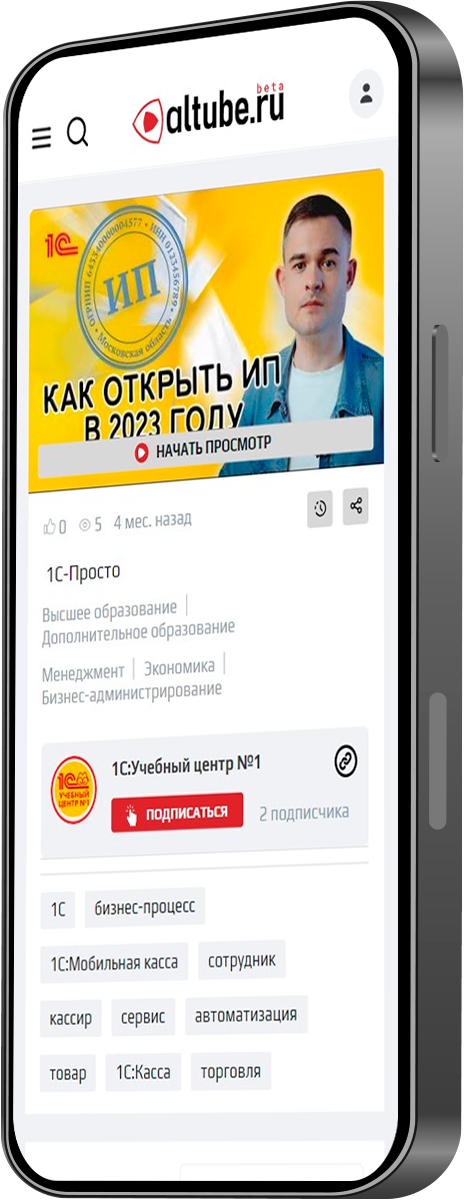 beta
altube.ru
1С
ОГРНИП 643340000004577 • ИНН 0123456789 •
ИП
Московская область
КАК ОТКРЫТЬ ИП
В 2023 ГОДУ
НАЧАТЬ ПРОСМОТР
0 5 4 мес. назад
1С-Просто
Высшее образование |
Дополнительное образование
Менеджмент | Экономика |
Бизнес-администрирование
1С
УЧЕБНЫЙ
ЦЕНТР №1
1С:Учебный центр №1
ПОДПИСАТЬСЯ 2 подписчика
1С бизнес-процесс
1С:Мобильная касса сотрудник
кассир сервис автоматизация
товар 1С:Касса торговля